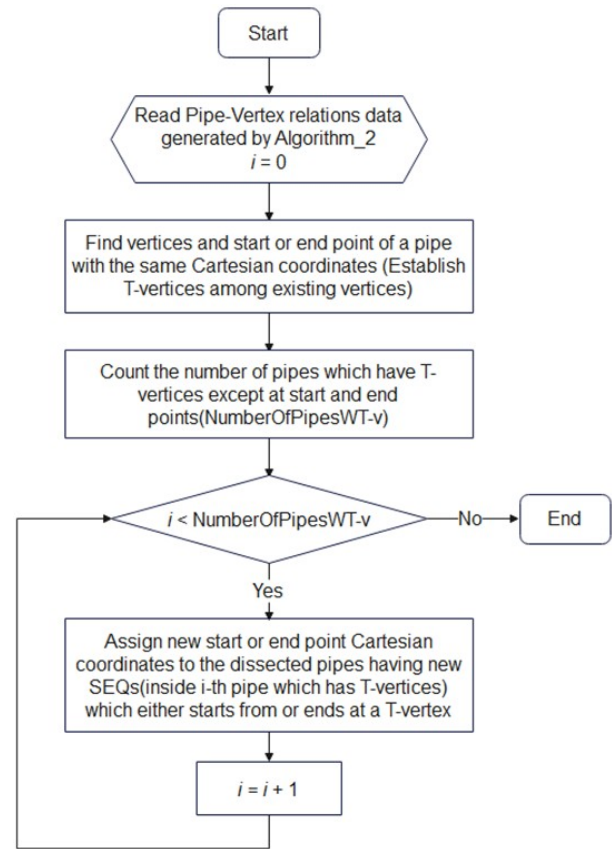 Start
Read Pipe-Vertex relations data
generated by Algorithm_2
i = 0
Find vertices and start or end point of a pipe
with the same Cartesian coordinates (Establish
T-vertices among existing vertices)
Count the number of pipes which have T-
vertices except at start and end
points(NumberOfPipesWT-v)
i < NumberOfPipesWT-v
No
End
Yes
Assign new start or end point Cartesian
coordinates to the dissected pipes having new
SEQs(inside i-th pipe which has T-vertices)
which either starts from or ends at a T-vertex
i = i + 1